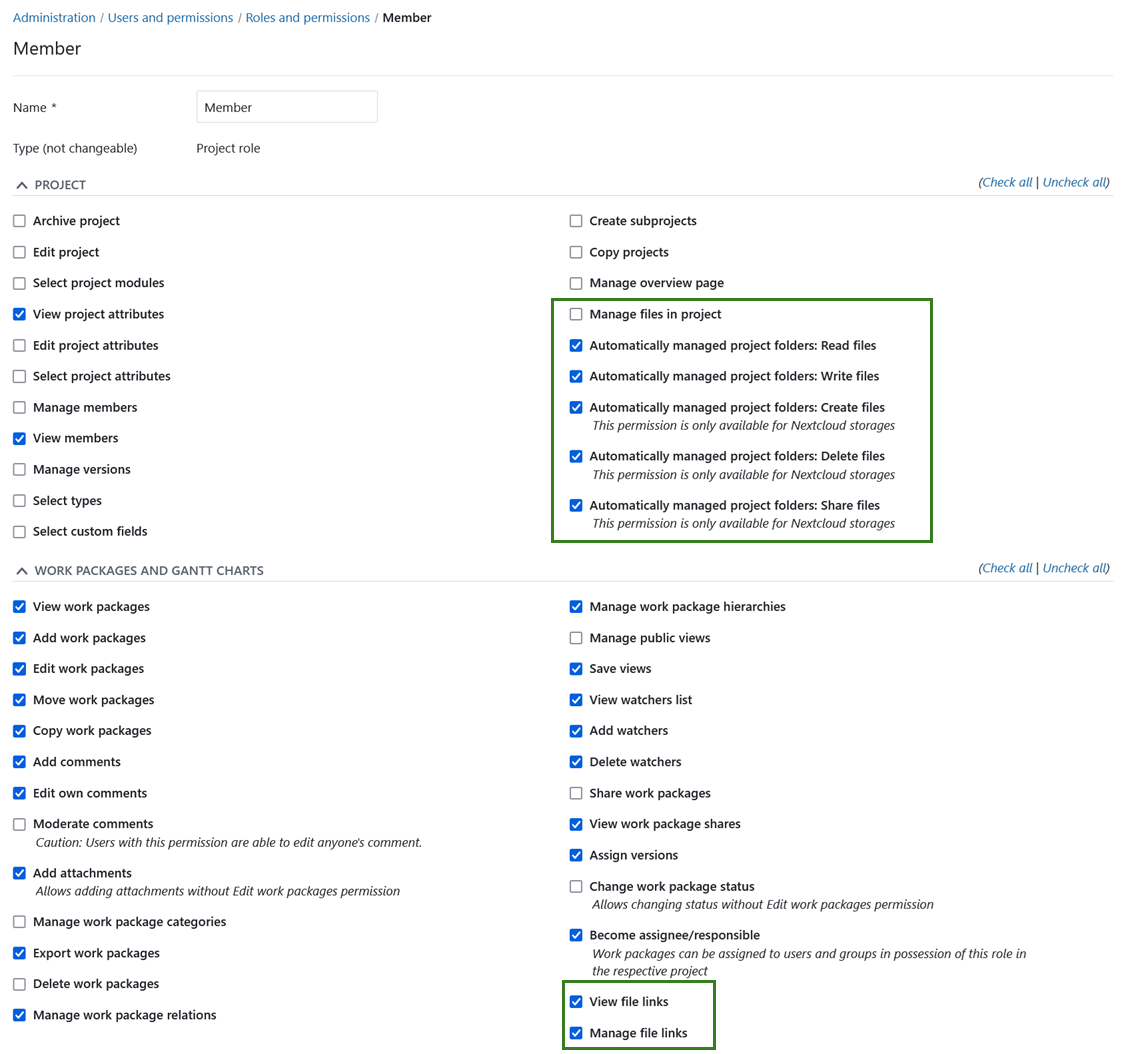 Administration / Users and permissions / Roles and permissions / Member
Member
Name *
Member
Type (not changeable)
Project role
PROJECT
(Check all | Uncheck all)
Archive project
Edit project
Select project modules
View project attributes
Edit project attributes
Select project attributes
Manage members
View members
Manage versions
Select types
Select custom fields
Create subprojects
Copy projects
Manage overview page
Manage files in project
Automatically managed project folders: Read files
Automatically managed project folders: Write files
Automatically managed project folders: Create files
This permission is only available for Nextcloud storages
Automatically managed project folders: Delete files
This permission is only available for Nextcloud storages
Automatically managed project folders: Share files
This permission is only available for Nextcloud storages
WORK PACKAGES AND GANTT CHARTS
(Check all | Uncheck all)
View work packages
Add work packages
Edit work packages
Move work packages
Copy work packages
Add comments
Edit own comments
Moderate comments
Caution: Users with this permission are able to edit anyone's comment.
Add attachments
Allows adding attachments without Edit work packages permission
Manage work package categories
Export work packages
Delete work packages
Manage work package relations
Manage work package hierarchies
Manage public views
Save views
View watchers list
Add watchers
Delete watchers
Share work packages
View work package shares
Assign versions
Change work package status
Allows changing status without Edit work packages permission
Become assignee/responsible
Work packages can be assigned to users and groups in possession of this role in
the respective project
View file links
Manage file links